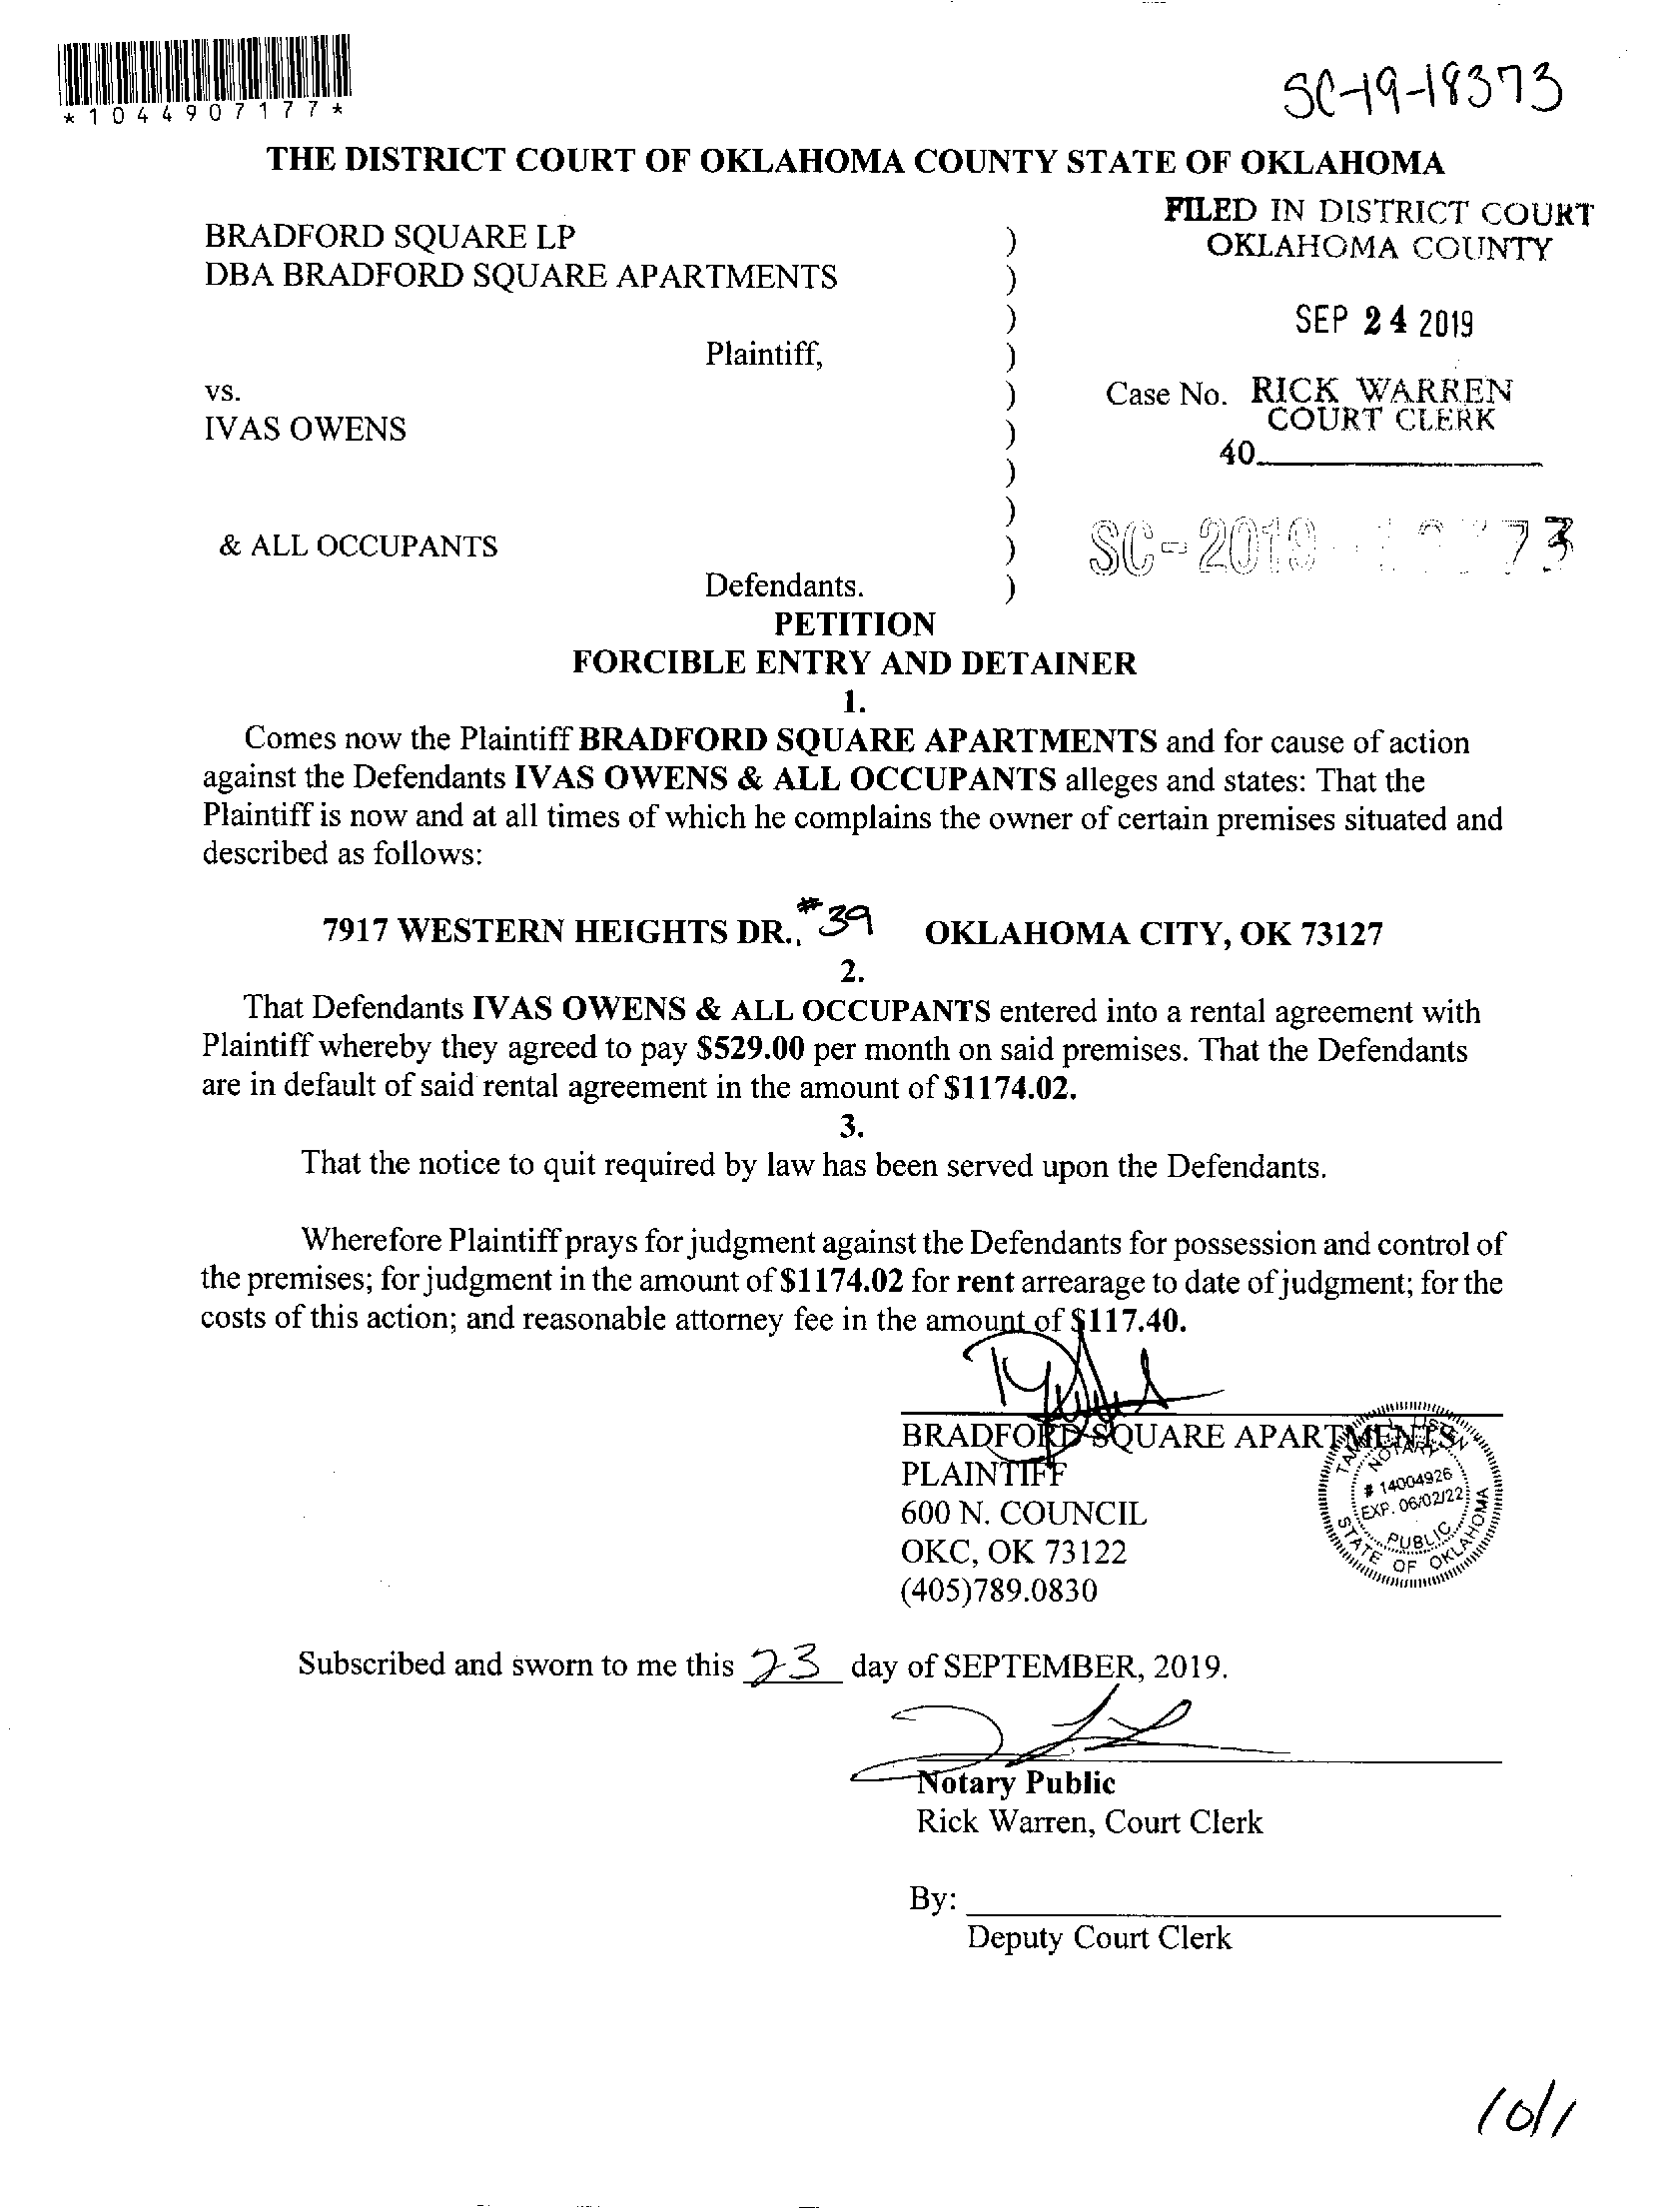 *1044907177*
SC-19-18373
THE DISTRICT COURT OF OKLAHOMA COUNTY STATE OF OKLAHOMA
FILED IN DISTRICT COURT
OKLAHOMA COUNTY
BRADFORD SQUARE LP )
DBA BRADFORD SQUARE APARTMENTS )
)
SEP 24 2019
Plaintiff, )
vs. ) Case No. RICK WARREN
COURT CLERK
IVAS OWENS )
40
)
)
& ALL OCCUPANTS )
SC-2019- 73
Defendants. )
PETITION
FORCIBLE ENTRY AND DETAINER
1.
Comes now the Plaintiff BRADFORD SQUARE APARTMENTS and for cause of action
against the Defendants IVAS OWENS & ALL OCCUPANTS alleges and states: That the
Plaintiff is now and at all times of which he complains the owner of certain premises situated and
described as follows:
7917 WESTERN HEIGHTS DR., #39 OKLAHOMA CITY, OK 73127
2.
That Defendants IVAS OWENS & ALL OCCUPANTS entered into a rental agreement with
Plaintiff whereby they agreed to pay $529.00 per month on said premises. That the Defendants
are in default of said rental agreement in the amount of $1174.02.
3.
That the notice to quit required by law has been served upon the Defendants.
Wherefore Plaintiff prays for judgment against the Defendants for possession and control of
the premises; for judgment in the amount of $1174.02 for rent arrearage to date of judgment; for the
costs of this action; and reasonable attorney fee in the amount of $117.40.
BRADFORD SQUARE APARTMENTS
PLAINTIFF
600 N. COUNCIL
OKC, OK 73122
(405)789.0830
NOTARY
# 14004926
EXP. 06/02/22
PUBLIC
STATE OF OKLAHOMA
Subscribed and sworn to me this 23 day of SEPTEMBER, 2019.
Notary Public
Rick Warren, Court Clerk
By:
Deputy Court Clerk
10/1